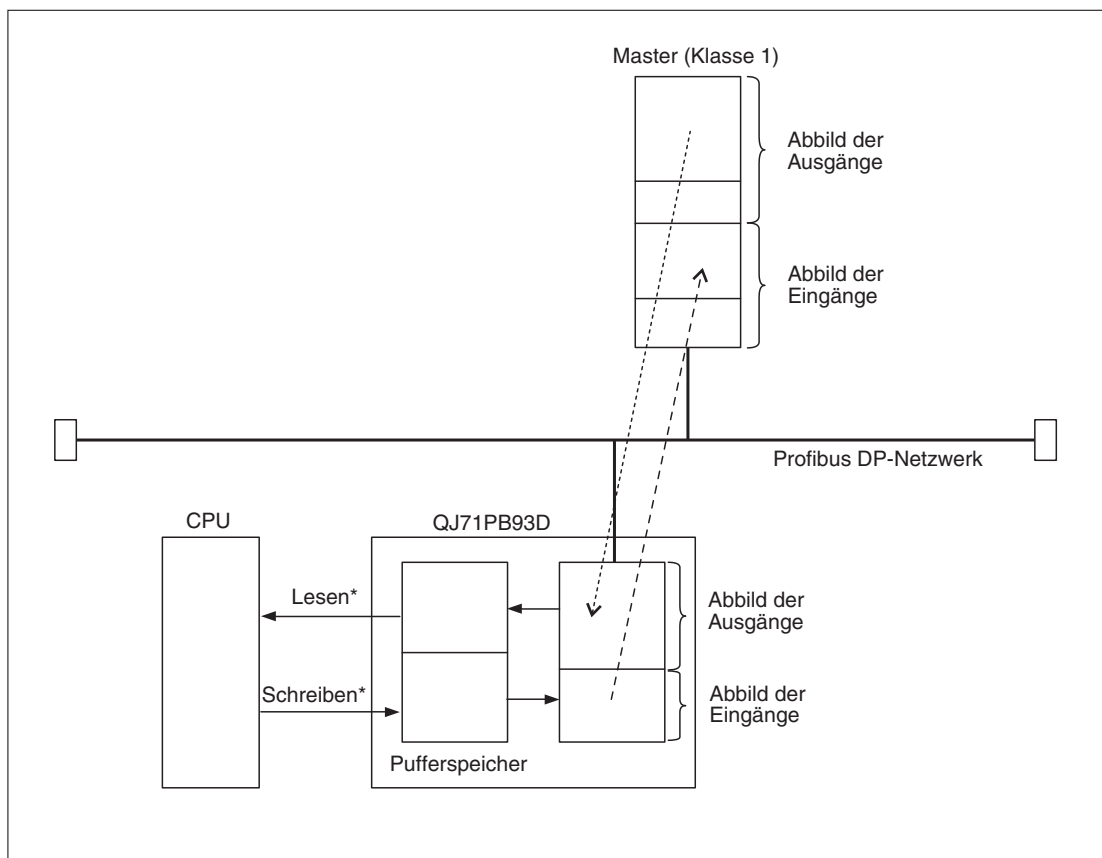 Master (Klasse 1)
Abbild der
Ausgänge
Abbild der
Eingänge
Profibus DP-Netzwerk
CPU
QJ71PB93D
Lesen*
Abbild der
Ausgänge
Schreiben*
Abbild der
Eingänge
Pufferspeicher